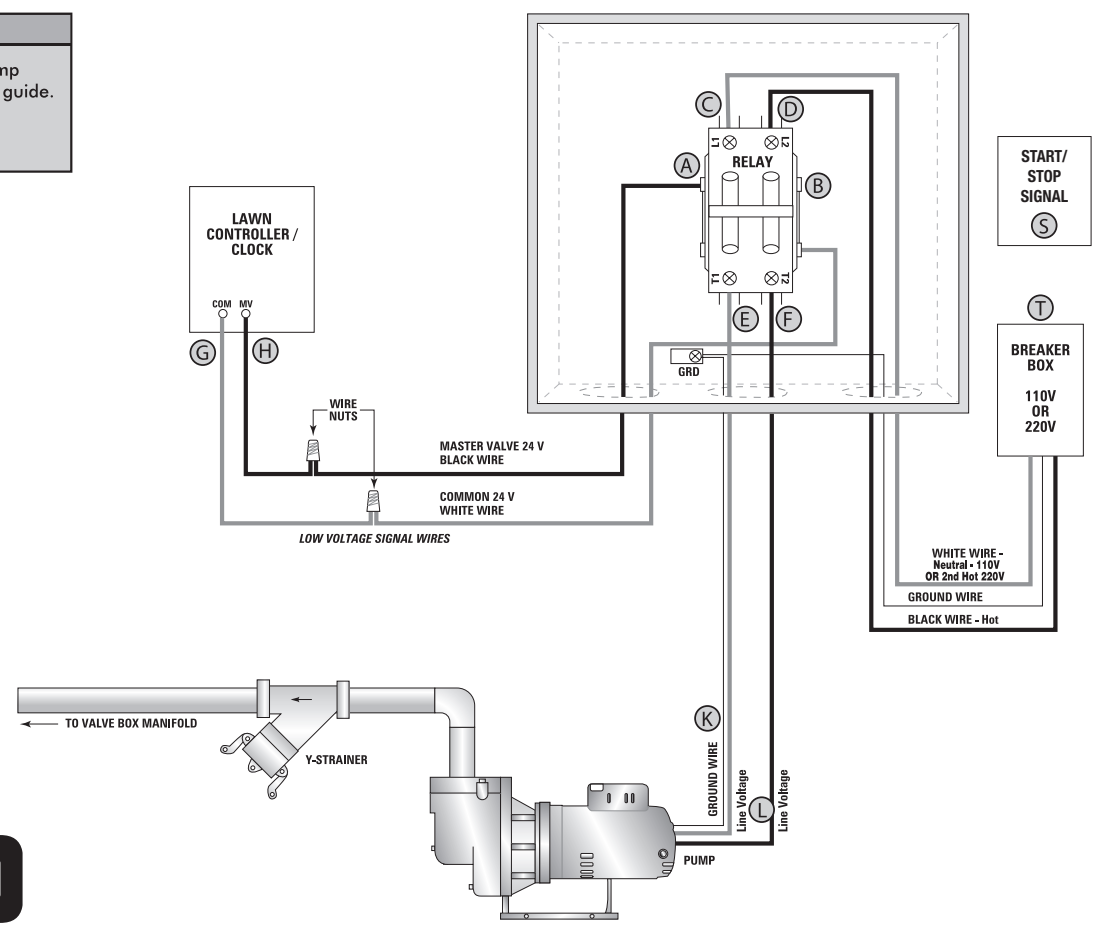 mp
guide.
C
D
L1
L2
RELAY
A
B
T1
T2
E
F
GRD
START/
STOP
SIGNAL
S
LAWN
CONTROLLER /
CLOCK
COM MV
G
H
T
BREAKER
BOX
110V
OR
220V
WIRE
NUTS
MASTER VALVE 24 V
BLACK WIRE
COMMON 24 V
WHITE WIRE
LOW VOLTAGE SIGNAL WIRES
WHITE WIRE -
Neutral - 110V
OR 2nd Hot 220V
GROUND WIRE
BLACK WIRE - Hot
TO VALVE BOX MANIFOLD
Y-STRAINER
K
GROUND WIRE
Line Voltage
L
Line Voltage
PUMP